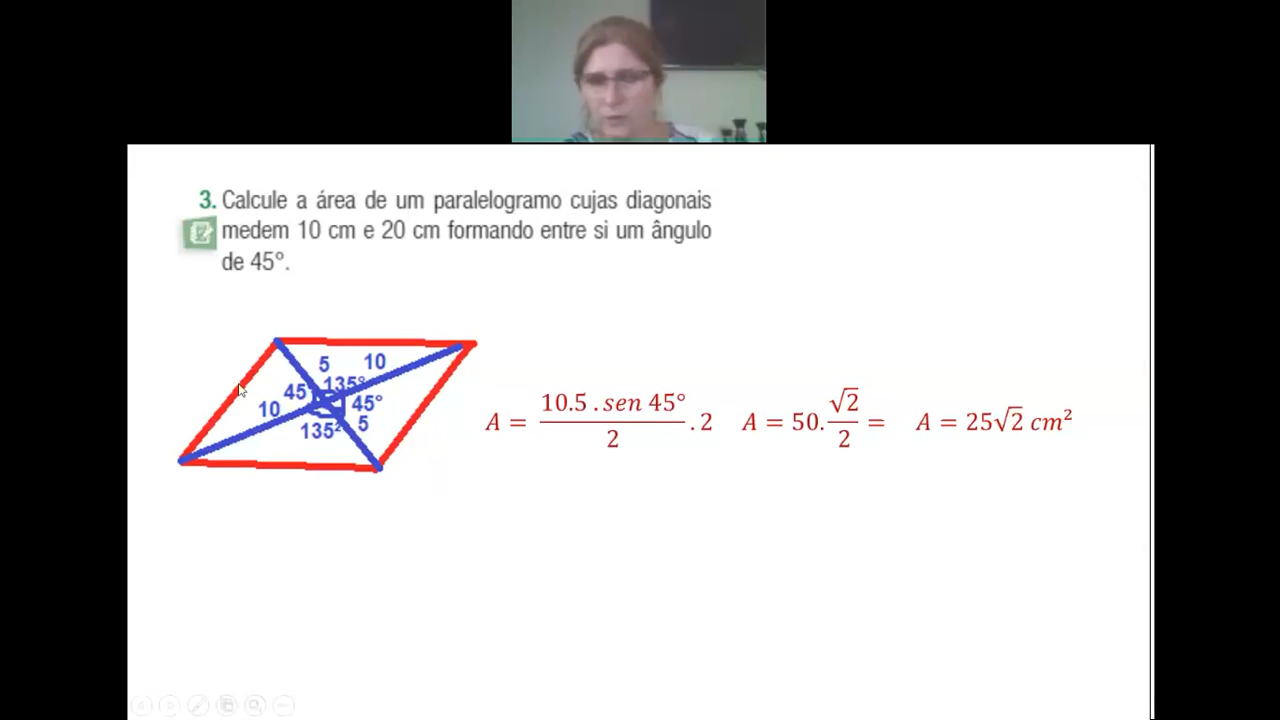 3. Calcule a área de um paralelogramo cujas diagonais
medem 10 cm e 20 cm formando entre si um ângulo
de 45°.
5 10
45° 135°
10 45°
135° 5
A = 10.5 . sen 45° / 2 . 2 A = 50. √2 / 2 = A = 25√2 cm²